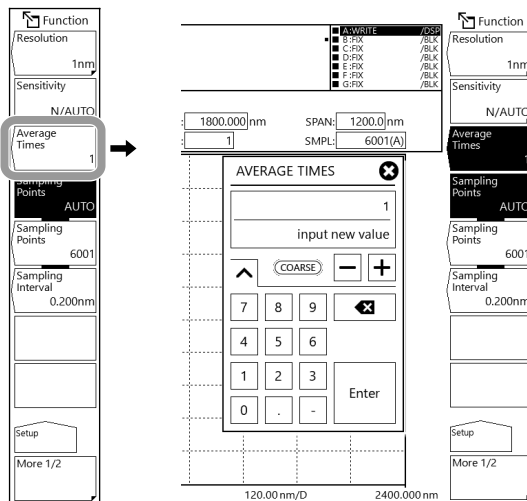 Function
Resolution
1nm
Sensitivity
N/AUTO
Average
Times
1
Sampling
Points
AUTO
Sampling
Points
6001
Sampling
Interval
0.200nm
Setup
More 1/2
A:WRITE /DSP
B:FIX /BLK
C:FIX /BLK
D:FIX /BLK
E:FIX /BLK
F:FIX /BLK
G:FIX /BLK
: 1800.000 nm SPAN: 1200.0 nm
: 1 SMPL: 6001(A)
AVERAGE TIMES
1
input new value
COARSE
7 8 9
4 5 6
1 2 3
Enter
0 . -
120.00 nm/D 2400.000 nm
Function
Resolution
1nm
Sensitivity
N/AUTO
Average
Times
1
Sampling
Points
AUTO
Sampling
Points
6001
Sampling
Interval
0.200nm
Setup
More 1/2